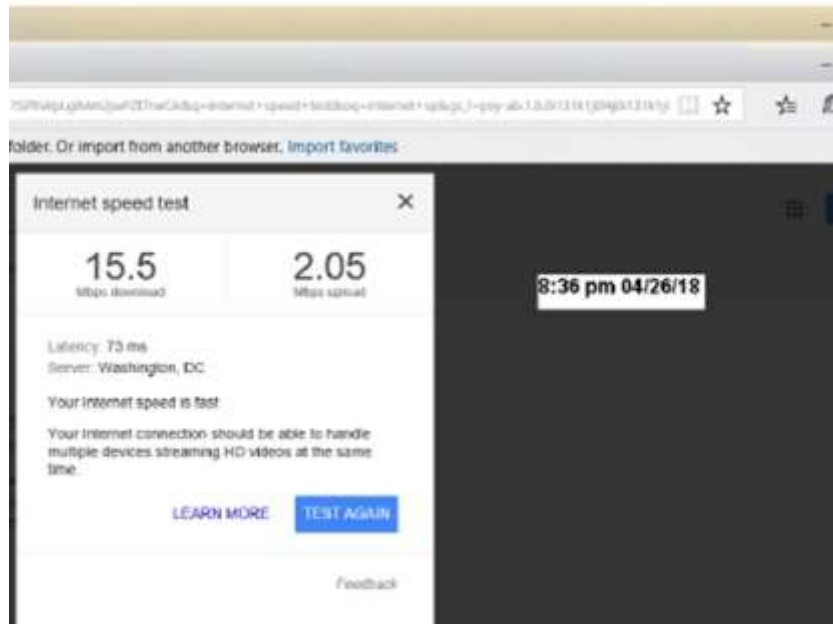 folder. Or import from another browser. Import favorites
Internet speed test
15.5
Mbps download
2.05
Mbps upload
8:36 pm 04/26/18
Latency: 73 ms
Server: Washington, DC
Your Internet speed is fast
Your Internet connection should be able to handle
multiple devices streaming HD videos at the same
time.
LEARN MORE
TEST AGAIN
Feedback